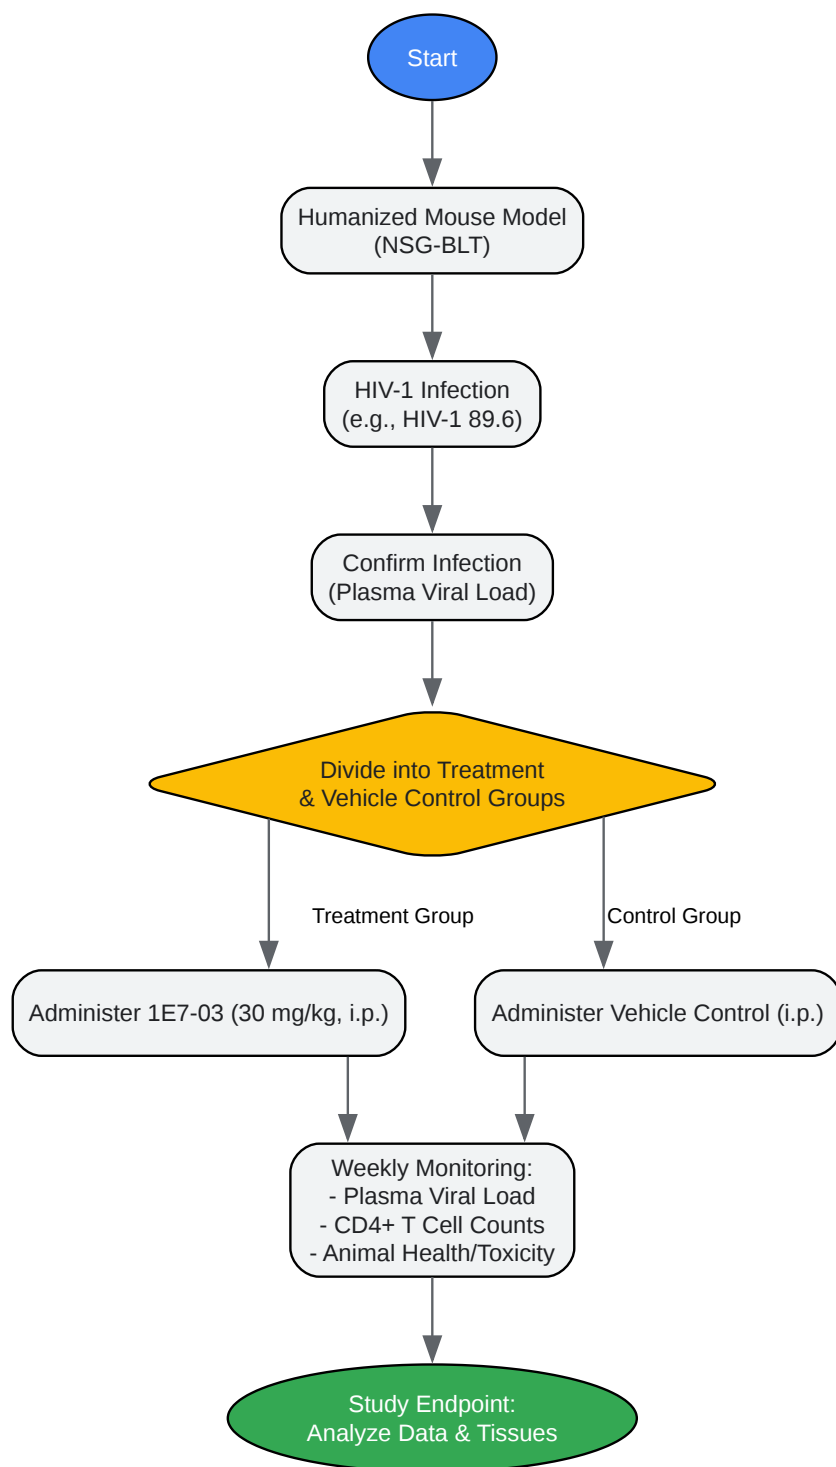 Start
Humanized Mouse Model
(NSG-BLT)
HIV-1 Infection
(e.g., HIV-1 89.6)
Confirm Infection
(Plasma Viral Load)
Divide into Treatment
& Vehicle Control Groups
Treatment Group
Control Group
Administer 1E7-03 (30 mg/kg, i.p.)
Administer Vehicle Control (i.p.)
Weekly Monitoring:
- Plasma Viral Load
- CD4+ T Cell Counts
- Animal Health/Toxicity
Study Endpoint:
Analyze Data & Tissues